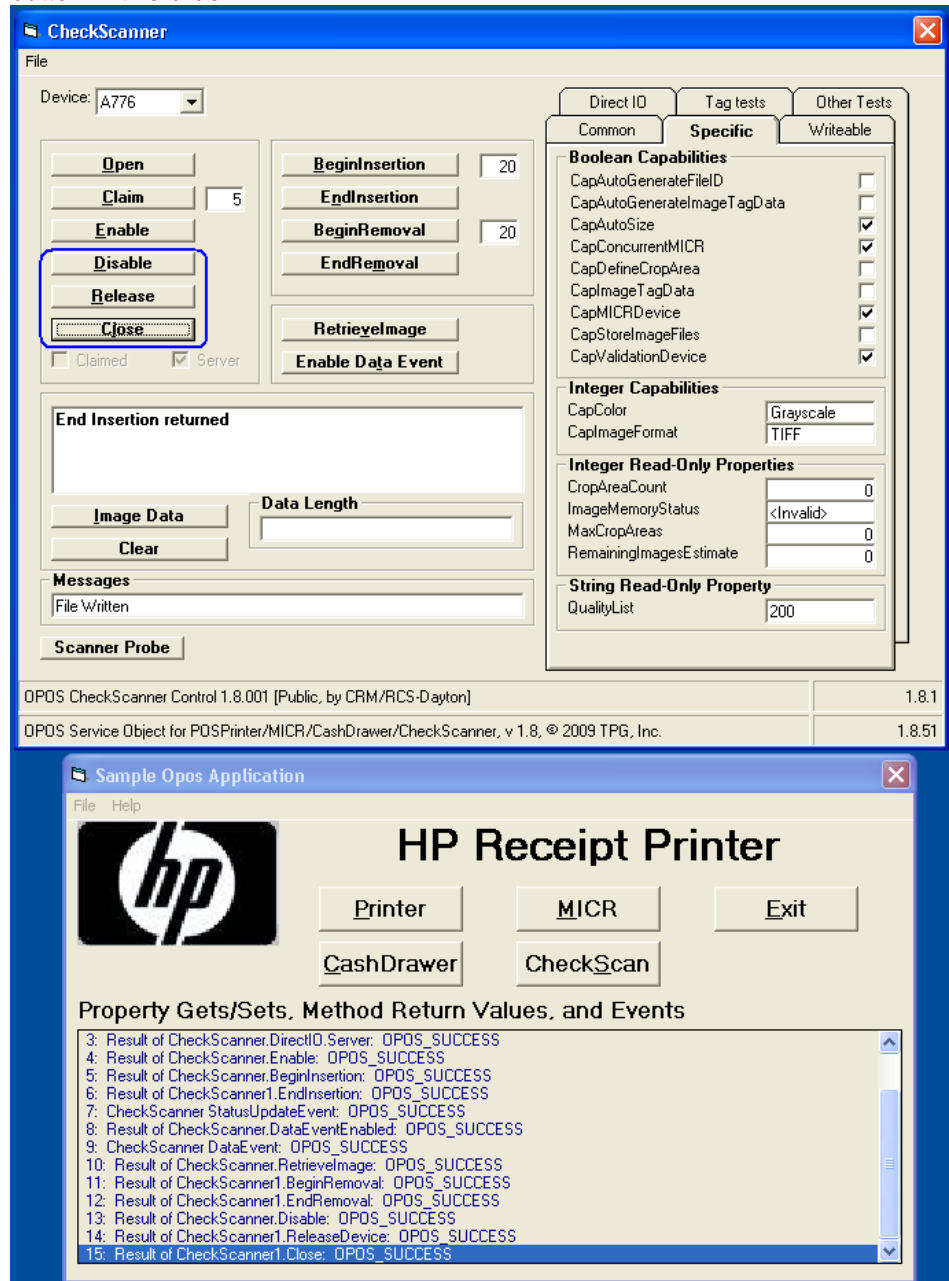 CheckScanner
File
Device: A776
Open
Claim 5
Enable
Disable
Release
Close
Claimed Server
BeginInsertion 20
EndInsertion
BeginRemoval 20
EndRemoval
RetrieveImage
Enable Data Event
End Insertion returned
Image Data
Clear
Data Length
Messages
File Written
Scanner Probe
Direct IO Tag tests Other Tests
Common Specific Writeable
Boolean Capabilities
CapAutoGenerateFileID
CapAutoGenerateImageTagData
CapAutoSize
CapConcurrentMICR
CapDefineCropArea
CapImageTagData
CapMICRDevice
CapStoreImageFiles
CapValidationDevice
Integer Capabilities
CapColor Grayscale
CapImageFormat TIFF
Integer Read-Only Properties
CropAreaCount 0
ImageMemoryStatus <Invalid>
MaxCropAreas 0
RemainingImagesEstimate 0
String Read-Only Property
QualityList 200
OPOS CheckScanner Control 1.8.001 [Public, by CRM/RCS-Dayton] 1.8.1
OPOS Service Object for POSPrinter/MICR/CashDrawer/CheckScanner, v 1.8, © 2009 TPG, Inc. 1.8.51
Sample Opos Application
File Help
hp
HP Receipt Printer
Printer MICR Exit
CashDrawer CheckScan
Property Gets/Sets, Method Return Values, and Events
3: Result of CheckScanner.DirectIO.Server: OPOS_SUCCESS
4: Result of CheckScanner.Enable: OPOS_SUCCESS
5: Result of CheckScanner.BeginInsertion: OPOS_SUCCESS
6: Result of CheckScanner1.EndInsertion: OPOS_SUCCESS
7: CheckScanner StatusUpdateEvent: OPOS_SUCCESS
8: Result of CheckScanner.DataEventEnabled: OPOS_SUCCESS
9: CheckScanner DataEvent: OPOS_SUCCESS
10: Result of CheckScanner.RetrieveImage: OPOS_SUCCESS
11: Result of CheckScanner1.BeginRemoval: OPOS_SUCCESS
12: Result of CheckScanner1.EndRemoval: OPOS_SUCCESS
13: Result of CheckScanner.Disable: OPOS_SUCCESS
14: Result of CheckScanner1.ReleaseDevice: OPOS_SUCCESS
15: Result of CheckScanner1.Close: OPOS_SUCCESS